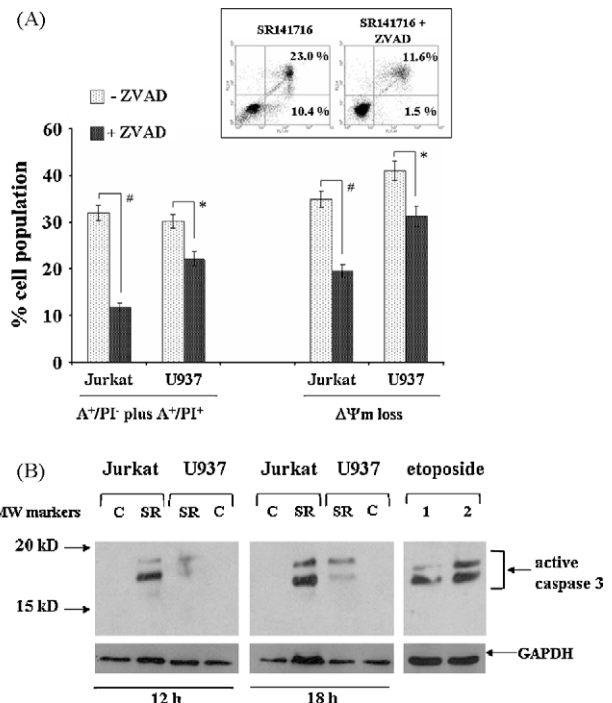 (A)
SR141716
SR141716 +
ZVAD
23.0 %
11.6%
10.4 %
1.5 %
- ZVAD
+ ZVAD
60
50
40
30
20
10
0
% cell population
#
*
#
*
Jurkat
U937
Jurkat
U937
A+/PI- plus A+/PI+
ΔΨm loss
(B)
Jurkat
U937
Jurkat
U937
etoposide
MW markers
C
SR
SR
C
C
SR
SR
C
1
2
20 kD
15 kD
active
caspase 3
GAPDH
12 h
18 h